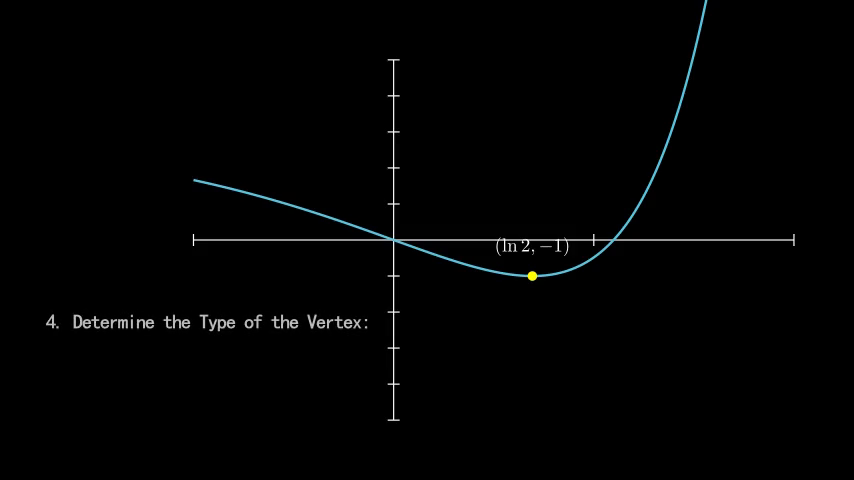 (ln 2, −1)
4. Determine the Type of the Vertex: